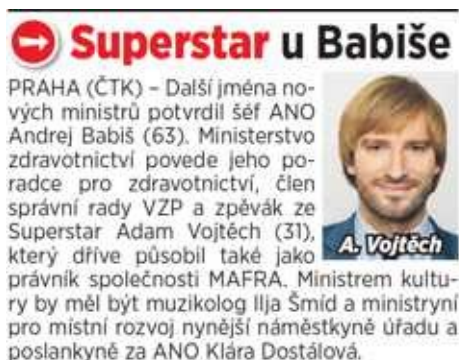 Superstar u Babiše
PRAHA (ČTK) – Další jména no-
vých ministrů potvrdil šéf ANO
Andrej Babiš (63). Ministerstvo
zdravotnictví povede jeho po-
radce pro zdravotnictví, člen
správní rady VZP a zpěvák ze
Superstar Adam Vojtěch (31),
který dříve působil také jako
A. Vojtěch
právník společnosti MAFRA. Ministrem kultu-
ry by měl být muzikolog Ilja Šmíd a ministryní
pro místní rozvoj nynější náměstkyně úřadu a
poslankyně za ANO Klára Dostálová.